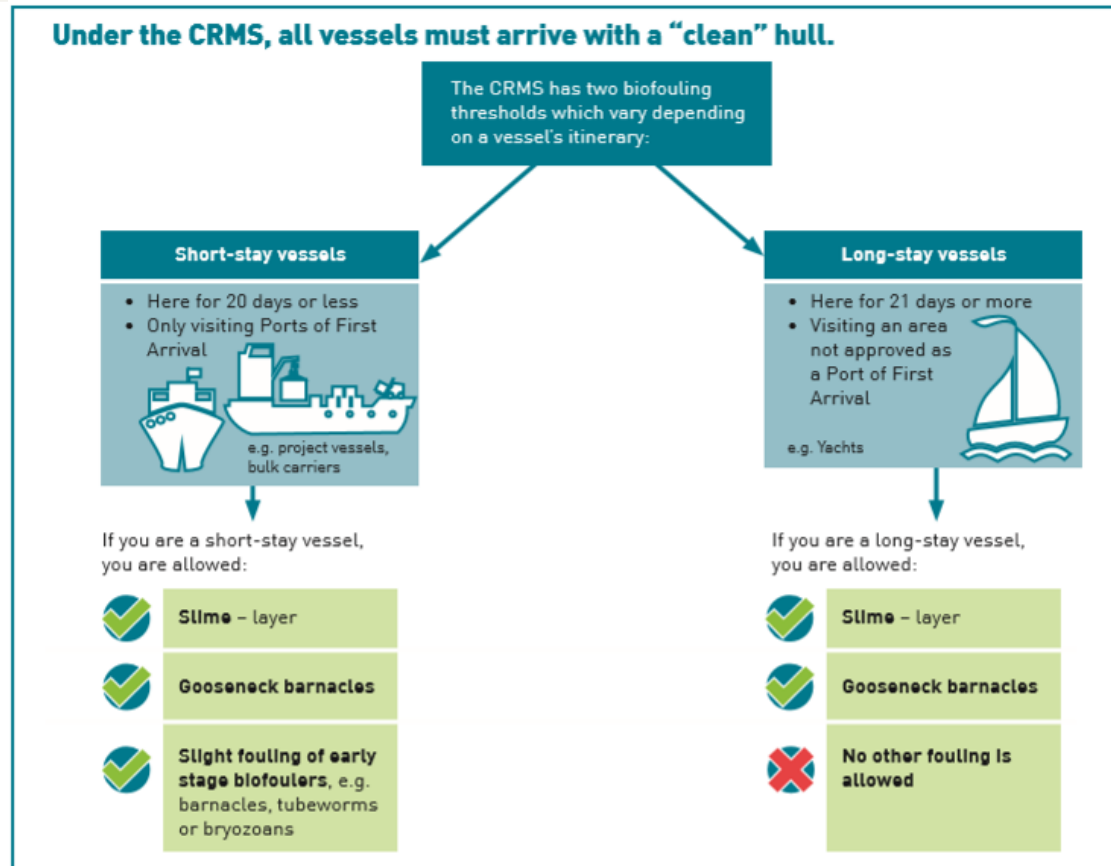 Under the CRMS, all vessels must arrive with a “clean” hull.
The CRMS has two biofouling
thresholds which vary depending
on a vessel’s itinerary:
Short-stay vessels
• Here for 20 days or less
• Only visiting Ports of First
Arrival
e.g. project vessels,
bulk carriers
If you are a short-stay vessel,
you are allowed:
Slime – layer
Gooseneck barnacles
Slight fouling of early
stage biofoulers, e.g.
barnacles, tubeworms
or bryozoans
Long-stay vessels
• Here for 21 days or more
• Visiting an area
not approved as
a Port of First
Arrival
e.g. Yachts
If you are a long-stay vessel,
you are allowed:
Slime – layer
Gooseneck barnacles
No other fouling is
allowed